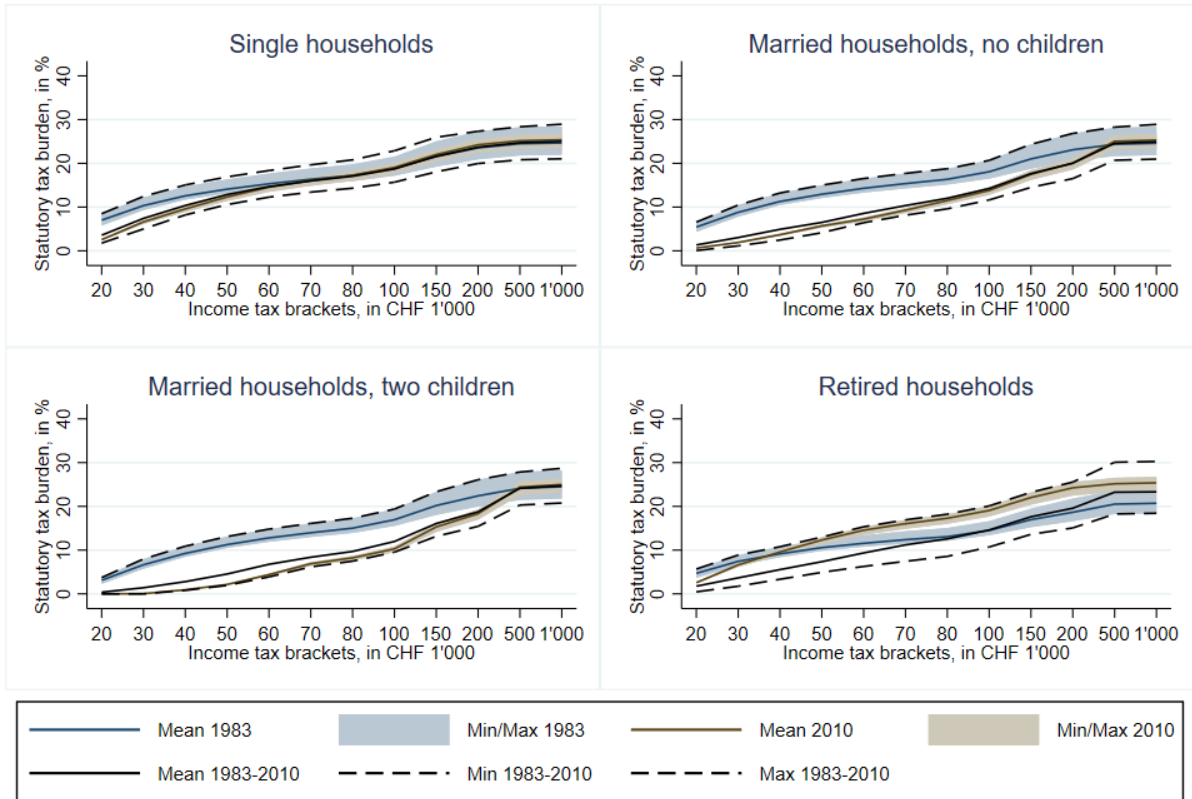 Single households
Statutory tax burden, in %
40
30
20
10
0
20 30 40 50 60 70 80 100 150 200 500 1'000
Income tax brackets, in CHF 1'000
Married households, no children
Statutory tax burden, in %
40
30
20
10
0
20 30 40 50 60 70 80 100 150 200 500 1'000
Income tax brackets, in CHF 1'000
Married households, two children
Statutory tax burden, in %
40
30
20
10
0
20 30 40 50 60 70 80 100 150 200 500 1'000
Income tax brackets, in CHF 1'000
Retired households
Statutory tax burden, in %
40
30
20
10
0
20 30 40 50 60 70 80 100 150 200 500 1'000
Income tax brackets, in CHF 1'000
Mean 1983 Min/Max 1983 Mean 2010 Min/Max 2010
Mean 1983-2010 Min 1983-2010 Max 1983-2010